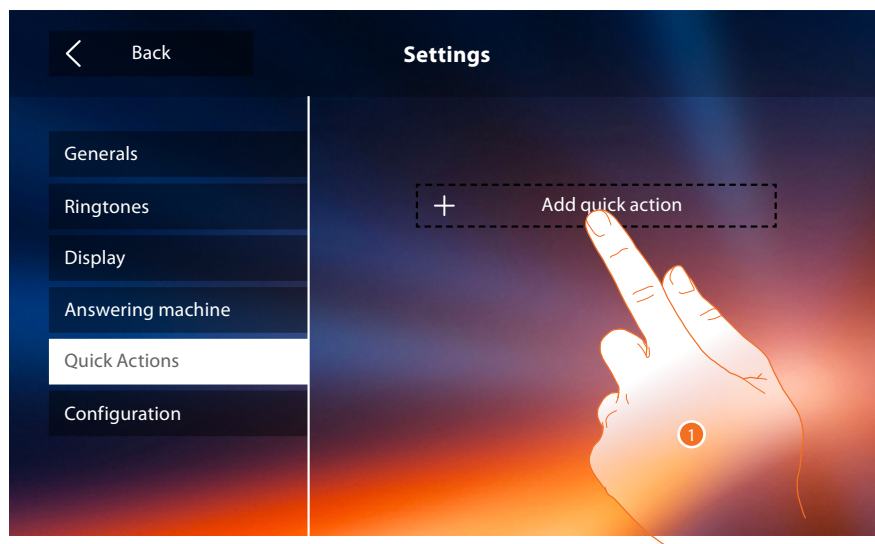 Back
Settings
Generals
Ringtones
Display
Answering machine
Quick Actions
Configuration
+ Add quick action
1